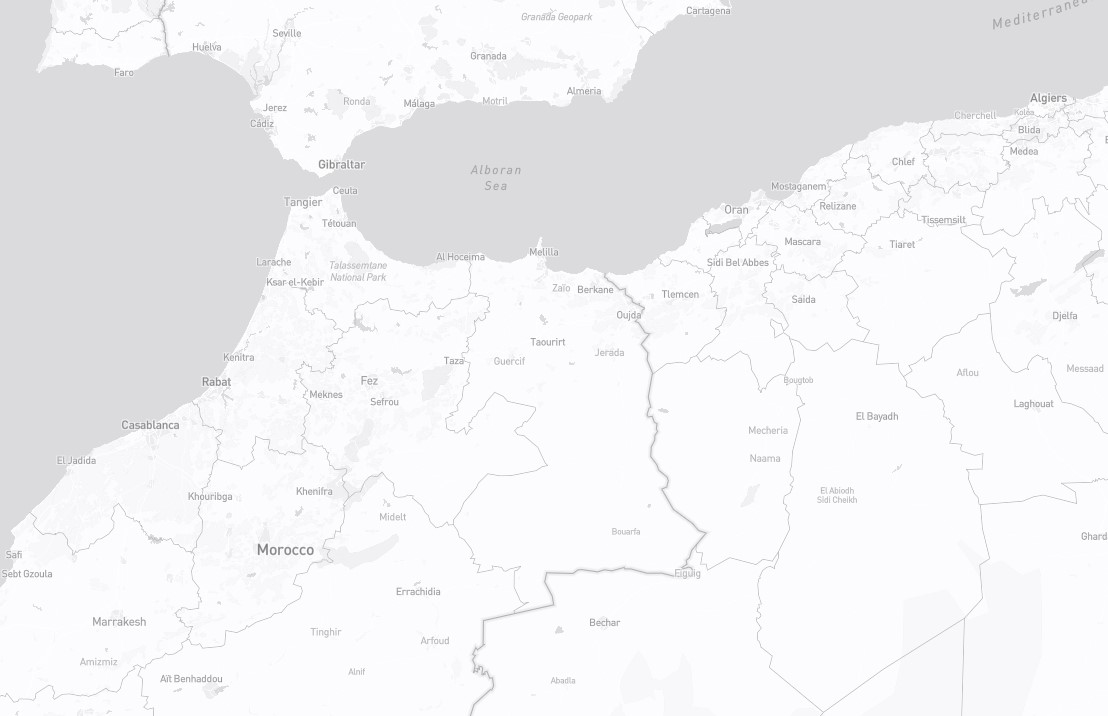 Granada Geopark
Cartagena
Mediterranea
Seville
Huelva
Granada
Faro
Almeria
Algiers
Jerez
Ronda
Málaga
Motril
Cherchell
Koléa
Cádiz
Blida
Medea
Gibraltar
Chlef
Alboran
Sea
Ceuta
Mostaganem
Tangier
Relizane
Oran
Tétouan
Tissemsilt
Mascara
Tiaret
Al Hoceima
Melilla
Larache
Talassemtane
National Park
Sidi Bel Abbes
Ksar el-Kebir
Zaïo
Berkane
Tlemcen
Saida
Oujda
Djelfa
Taourirt
Kenitra
Taza
Guercif
Jerada
Rabat
Fez
Bougtob
Aflou
Messaad
Meknes
Sefrou
Laghouat
Casablanca
El Bayadh
Mecheria
El Jadida
Naama
Khouribga
Khenifra
El Abiodh
Sidi Cheikh
Midelt
Bouarfa
Ghard
Safi
Morocco
Sebt Gzoula
Figuig
Errachidia
Marrakesh
Tinghir
Bechar
Arfoud
Amizmiz
Alnif
Aït Benhaddou
Abadla